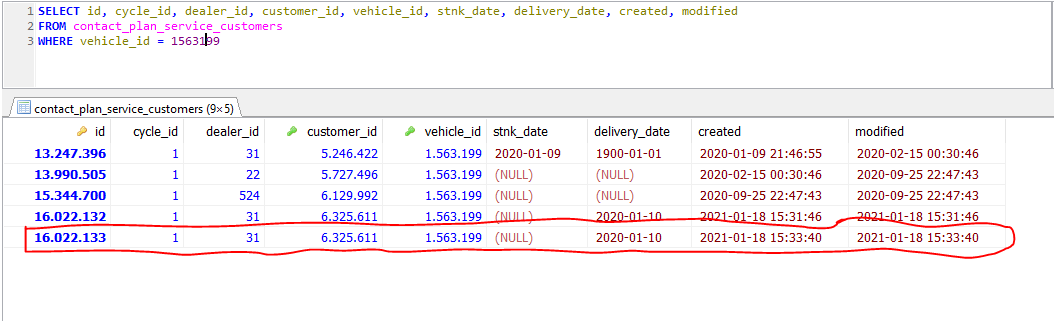 1 SELECT id, cycle_id, dealer_id, customer_id, vehicle_id, stnk_date, delivery_date, created, modified
2 FROM contact_plan_service_customers
3 WHERE vehicle_id = 1563199
contact_plan_service_customers (9×5)
id cycle_id dealer_id customer_id vehicle_id stnk_date delivery_date created modified
13.247.396 1 31 5.246.422 1.563.199 2020-01-09 1900-01-01 2020-01-09 21:46:55 2020-02-15 00:30:46
13.990.505 1 22 5.727.496 1.563.199 (NULL) (NULL) 2020-02-15 00:30:46 2020-09-25 22:47:43
15.344.700 1 524 6.129.992 1.563.199 (NULL) (NULL) 2020-09-25 22:47:43 2020-09-25 22:47:43
16.022.132 1 31 6.325.611 1.563.199 (NULL) 2020-01-10 2021-01-18 15:31:46 2021-01-18 15:31:46
16.022.133 1 31 6.325.611 1.563.199 (NULL) 2020-01-10 2021-01-18 15:33:40 2021-01-18 15:33:40